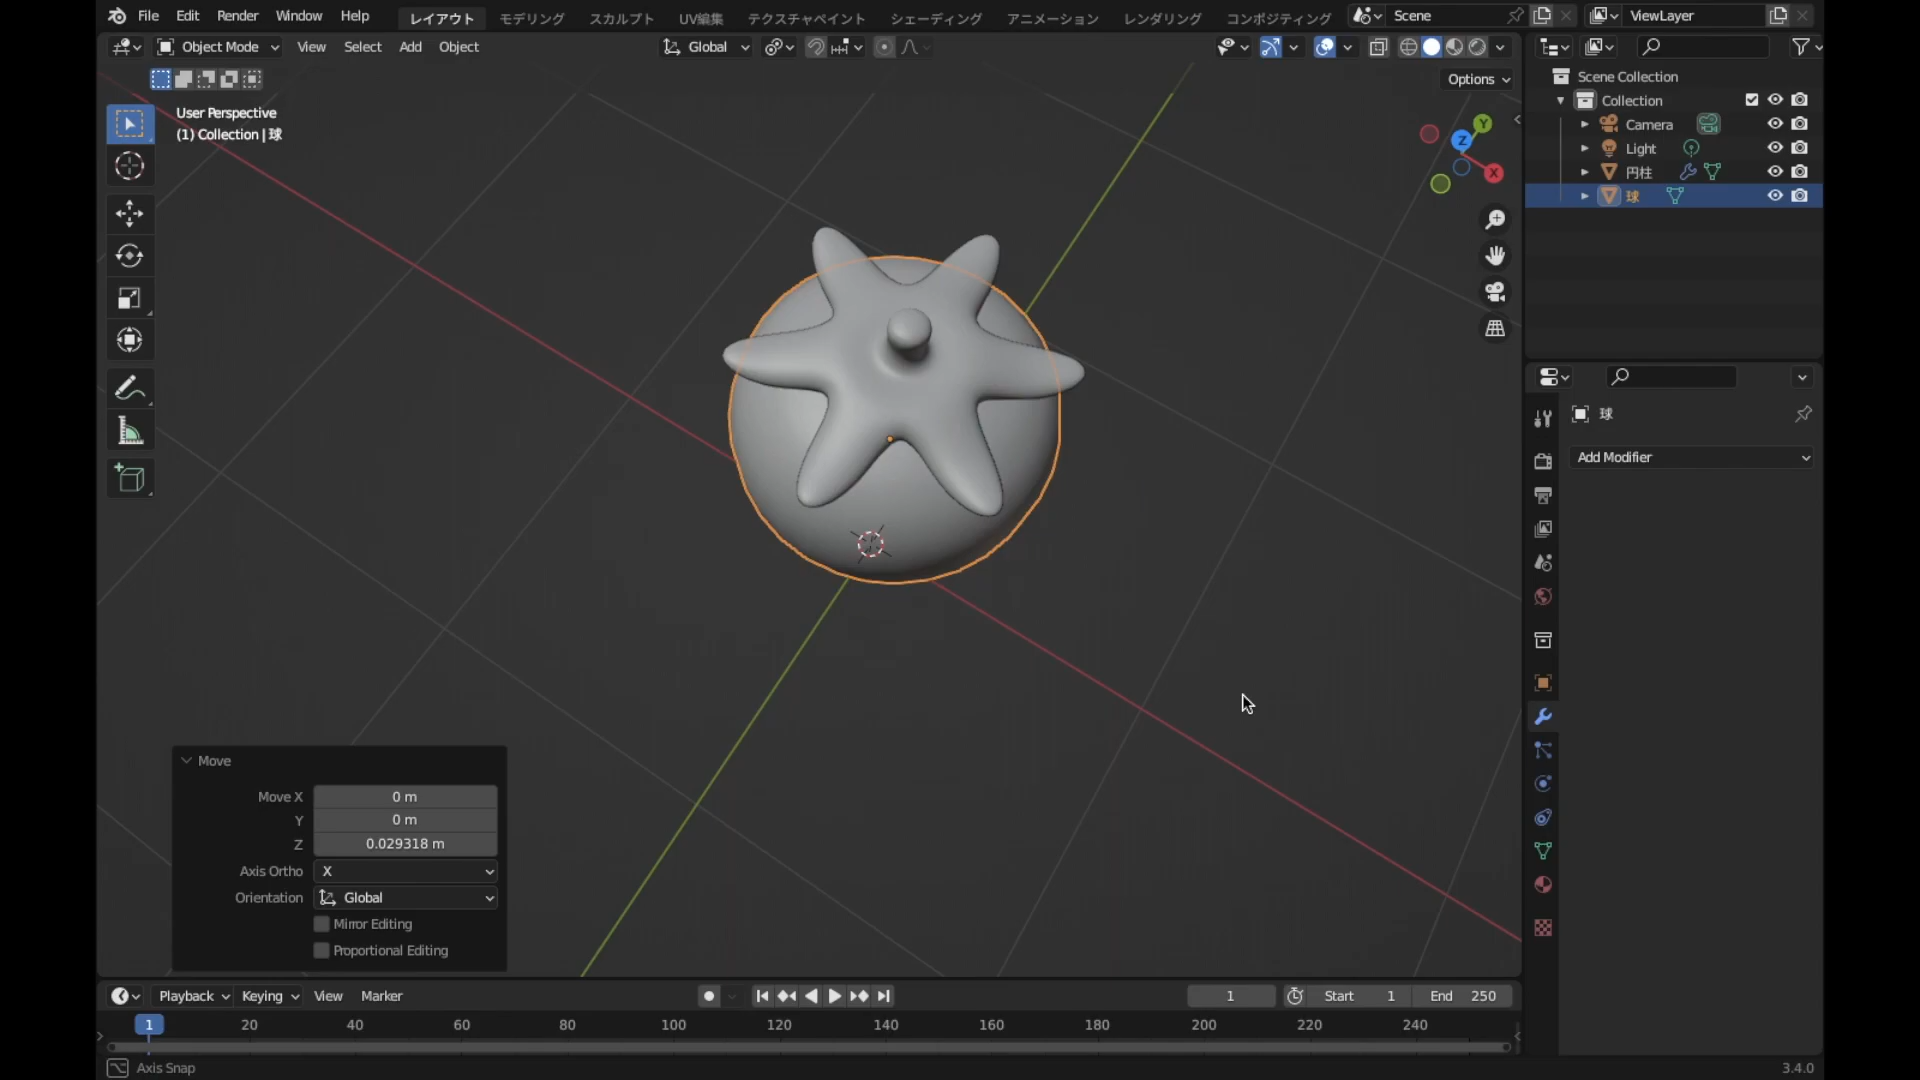 File Edit Render Window Help レイアウト モデリング スカルプト UV編集 テクスチャペイント シェーディング アニメーション レンダリング コンポジティング Scene ViewLayer
Object Mode View Select Add Object Global
Options
User Perspective
(1) Collection | 球
Z Y X
Scene Collection
Collection
Camera
Light
円柱
球
球
Add Modifier
Move
Move X 0 m
Y 0 m
Z 0.029318 m
Axis Ortho X
Orientation Global
Mirror Editing
Proportional Editing
Playback Keying View Marker 1 Start 1 End 250
1 20 40 60 80 100 120 140 160 180 200 220 240
Axis Snap 3.4.0